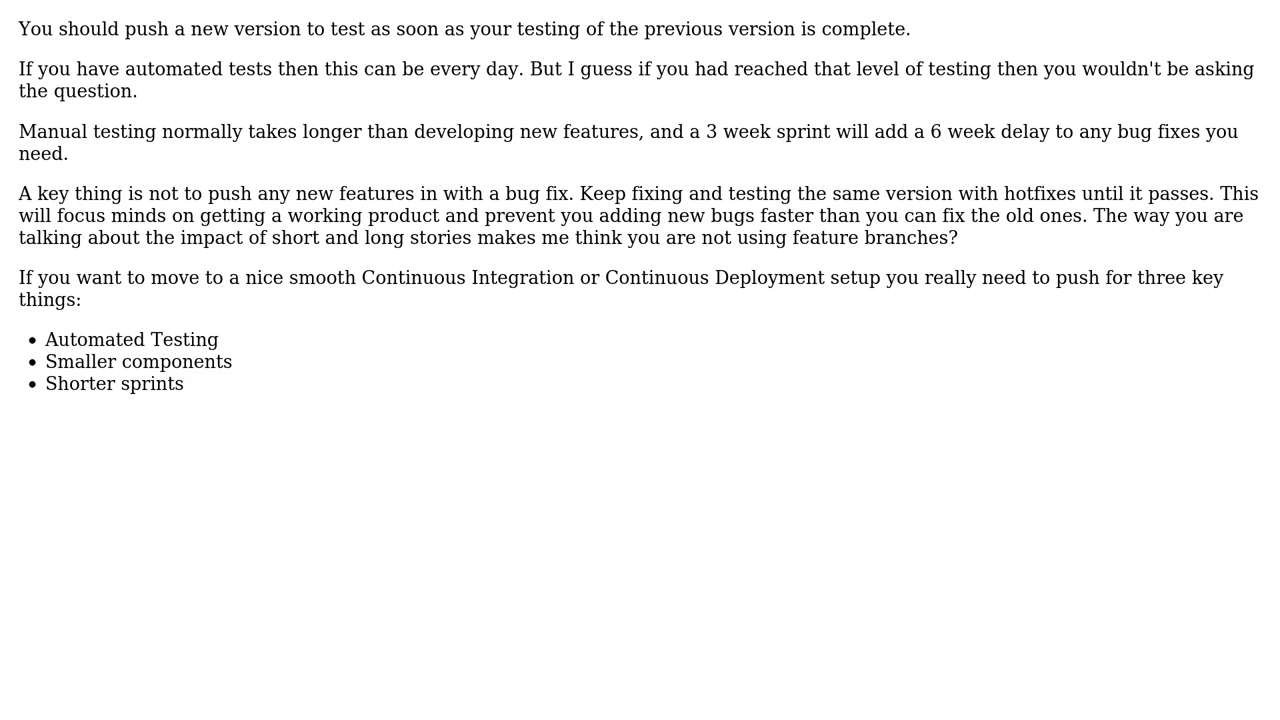 You should push a new version to test as soon as your testing of the previous version is complete.
If you have automated tests then this can be every day. But I guess if you had reached that level of testing then you wouldn't be asking
the question.
Manual testing normally takes longer than developing new features, and a 3 week sprint will add a 6 week delay to any bug fixes you
need.
A key thing is not to push any new features in with a bug fix. Keep fixing and testing the same version with hotfixes until it passes. This
will focus minds on getting a working product and prevent you adding new bugs faster than you can fix the old ones. The way you are
talking about the impact of short and long stories makes me think you are not using feature branches?
If you want to move to a nice smooth Continuous Integration or Continuous Deployment setup you really need to push for three key
things:
• Automated Testing
• Smaller components
• Shorter sprints